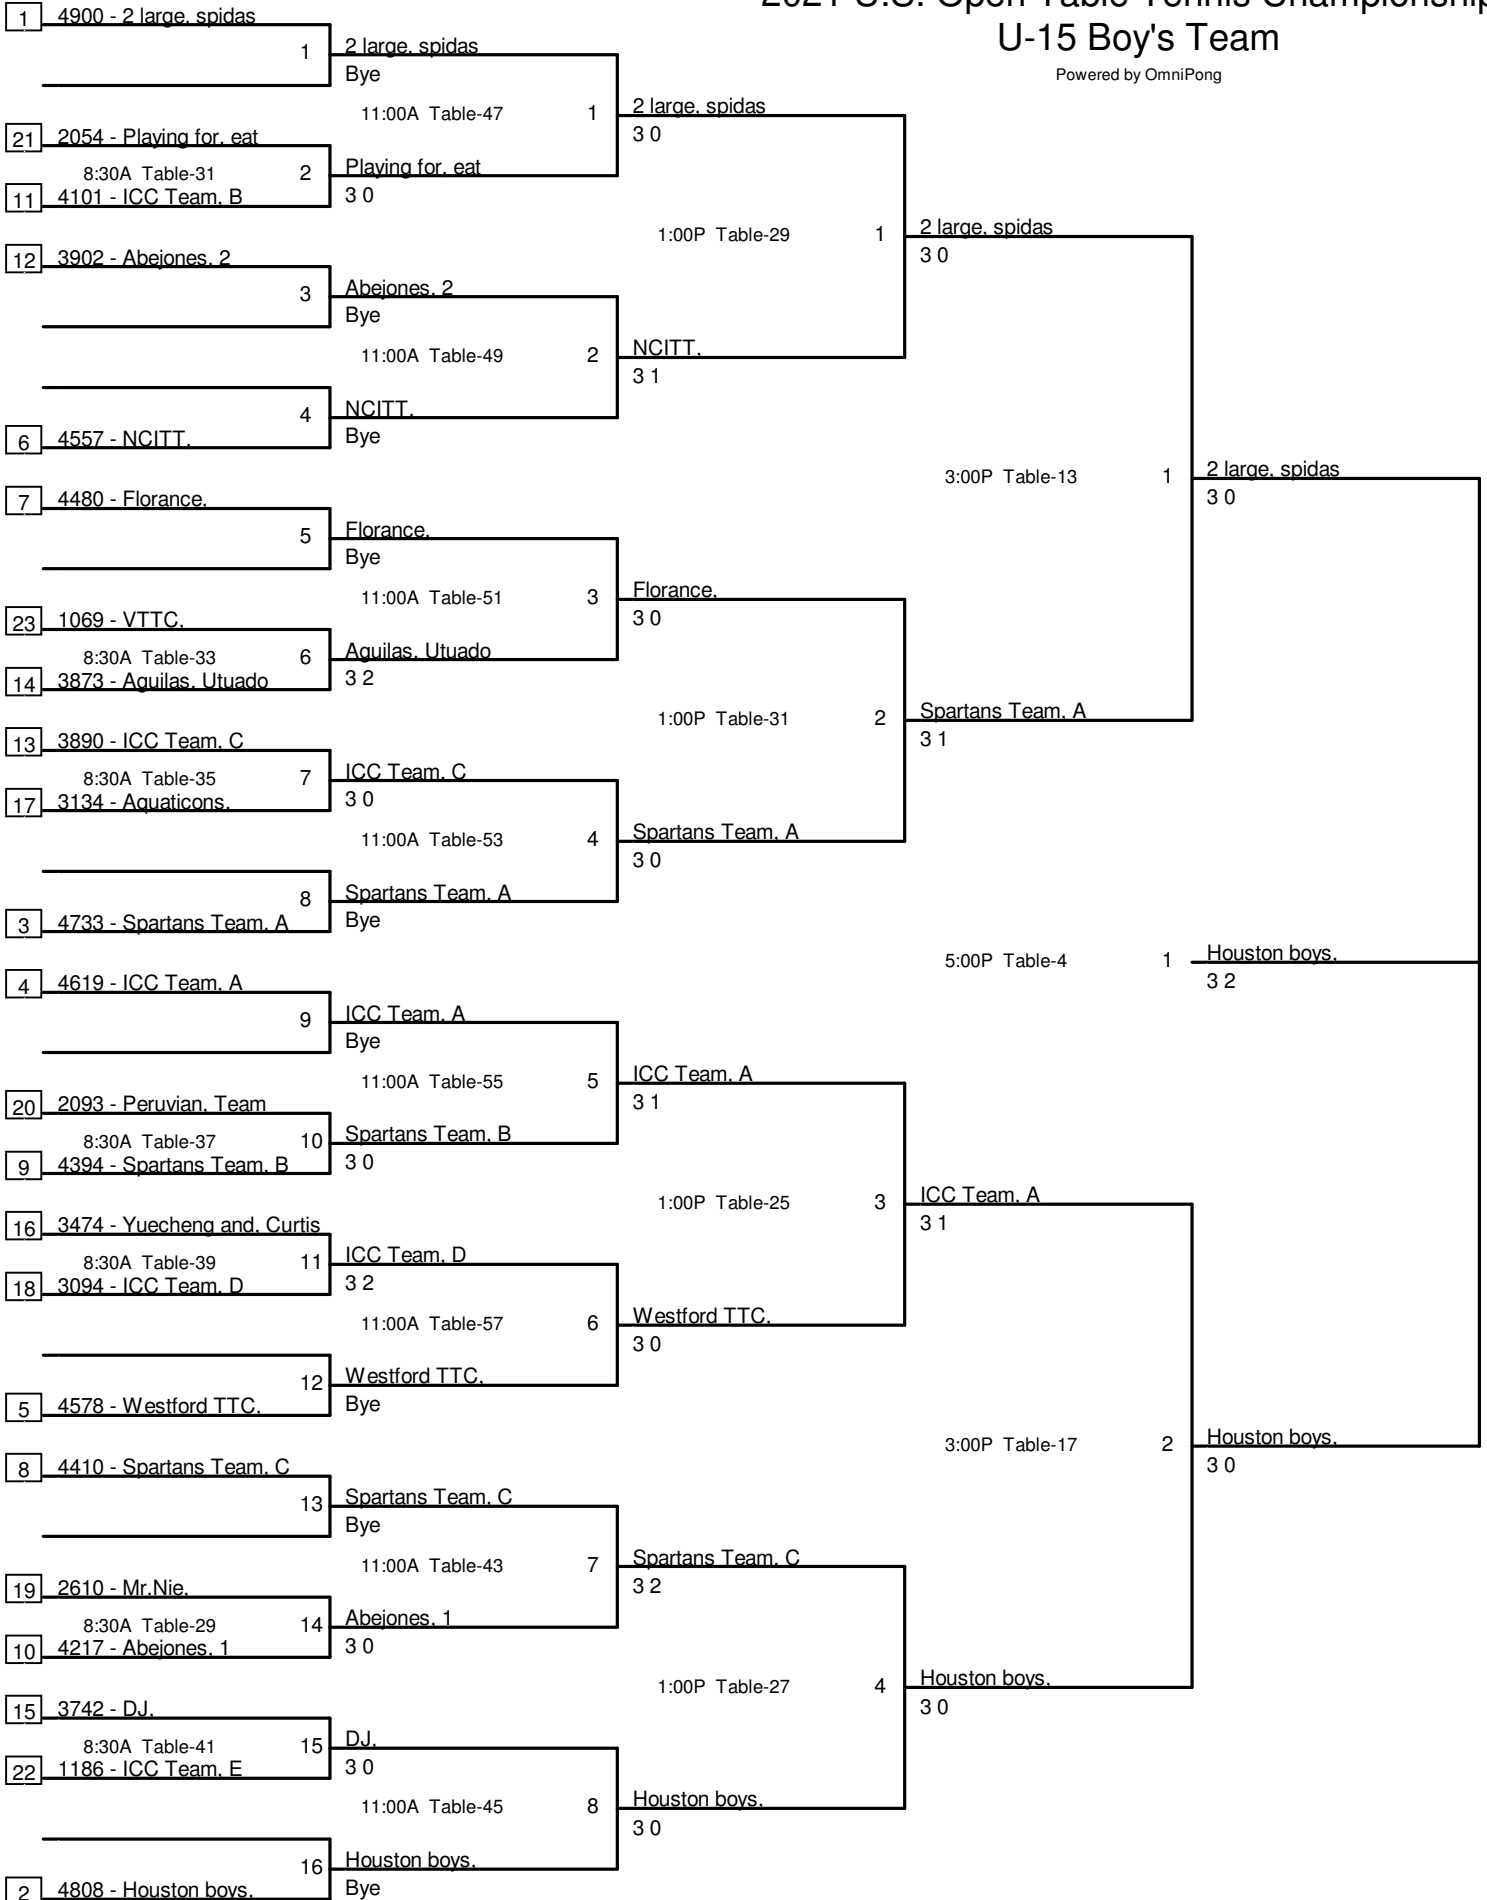 2021 U.S. Open Table Tennis Championship
U-15 Boy's Team
Powered by OmniPong
1 4900 - 2 large, spidas
1 2 large, spidas
Bye
11:00A Table-47 1 2 large, spidas
3 0
21 2054 - Playing for, eat
8:30A Table-31 2 Playing for, eat
11 4101 - ICC Team, B 3 0
1:00P Table-29 1 2 large, spidas
3 0
12 3902 - Abejones, 2
3 Abejones, 2
Bye
11:00A Table-49 2 NCITT,
3 1
4 NCITT,
6 4557 - NCITT, Bye
3:00P Table-13 1 2 large, spidas
3 0
7 4480 - Florance,
5 Florance,
Bye
11:00A Table-51 3 Florance,
3 0
23 1069 - VTTC,
8:30A Table-33 6 Aguilas, Utuado
14 3873 - Aguilas, Utuado 3 2
1:00P Table-31 2 Spartans Team, A
3 1
13 3890 - ICC Team, C
8:30A Table-35 7 ICC Team, C
17 3134 - Aquaticons, 3 0
11:00A Table-53 4 Spartans Team, A
3 0
8 Spartans Team, A
3 4733 - Spartans Team, A Bye
5:00P Table-4 1 Houston boys,
3 2
4 4619 - ICC Team, A
9 ICC Team, A
Bye
11:00A Table-55 5 ICC Team, A
3 1
20 2093 - Peruvian, Team
8:30A Table-37 10 Spartans Team, B
9 4394 - Spartans Team, B 3 0
1:00P Table-25 3 ICC Team, A
3 1
16 3474 - Yuecheng and, Curtis
8:30A Table-39 11 ICC Team, D
18 3094 - ICC Team, D 3 2
11:00A Table-57 6 Westford TTC,
3 0
12 Westford TTC,
5 4578 - Westford TTC, Bye
3:00P Table-17 2 Houston boys,
3 0
8 4410 - Spartans Team, C
13 Spartans Team, C
Bye
11:00A Table-43 7 Spartans Team, C
3 2
19 2610 - Mr.Nie,
8:30A Table-29 14 Abejones, 1
10 4217 - Abejones, 1 3 0
1:00P Table-27 4 Houston boys,
3 0
15 3742 - DJ,
8:30A Table-41 15 DJ,
22 1186 - ICC Team, E 3 0
11:00A Table-45 8 Houston boys,
3 0
16 Houston boys,
2 4808 - Houston boys, Bye